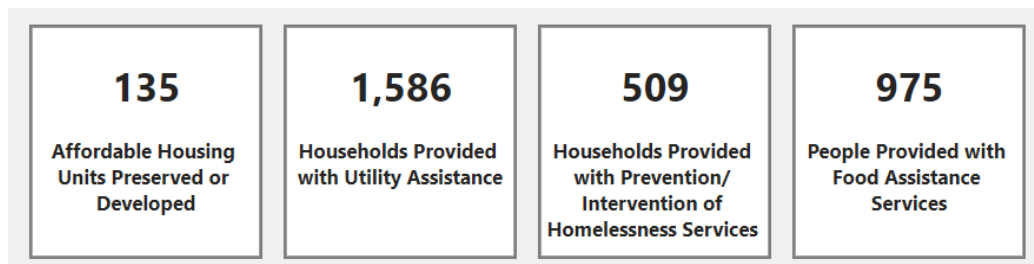 135
Affordable Housing
Units Preserved or
Developed
1,586
Households Provided
with Utility Assistance
509
Households Provided
with Prevention/
Intervention of
Homelessness Services
975
People Provided with
Food Assistance
Services